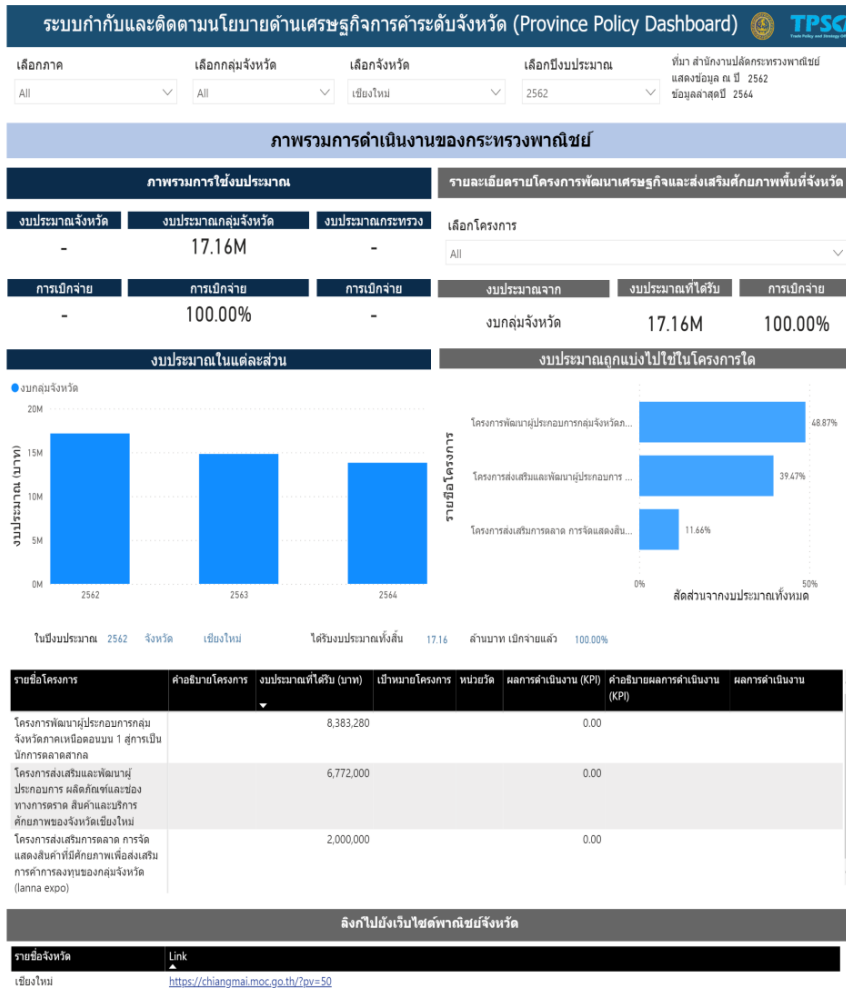 ระบบกำกับและติดตามนโยบายด้านเศรษฐกิจการค้าระดับจังหวัด (Province Policy Dashboard)
เลือกภาค
All
เลือกกลุ่มจังหวัด
All
เลือกจังหวัด
เชียงใหม่
เลือกปีงบประมาณ
2562
ที่มา สำนักงานปลัดกระทรวงพาณิชย์
แสดงข้อมูล ณ ปี 2562
ข้อมูลล่าสุดปี 2564
ภาพรวมการดำเนินงานของกระทรวงพาณิชย์
ภาพรวมการใช้งบประมาณ
งบประมาณจังหวัด งบประมาณกลุ่มจังหวัด งบประมาณกระทรวง
- 17.16M -
การเบิกจ่าย การเบิกจ่าย การเบิกจ่าย
- 100.00% -
รายละเอียดรายโครงการพัฒนาเศรษฐกิจและส่งเสริมศักยภาพพื้นที่จังหวัด
เลือกโครงการ
All
งบประมาณจาก งบประมาณที่ได้รับ การเบิกจ่าย
งบกลุ่มจังหวัด 17.16M 100.00%
งบประมาณในแต่ละส่วน
งบกลุ่มจังหวัด
งบประมาณ (บาท)
20M
15M
10M
5M
0M
2562 2563 2564
งบประมาณถูกแบ่งไปใช้ในโครงการใด
รายชื่อโครงการ
โครงการพัฒนาผู้ประกอบการกลุ่มจังหวัดภ... 48.87%
โครงการส่งเสริมและพัฒนาผู้ประกอบการ ... 39.47%
โครงการส่งเสริมการตลาด การจัดแสดงสิน... 11.66%
0% 50%
สัดส่วนจากงบประมาณทั้งหมด
ในปีงบประมาณ 2562 จังหวัด เชียงใหม่ ได้รับงบประมาณทั้งสิ้น 17.16 ล้านบาท เบิกจ่ายแล้ว 100.00%
รายชื่อโครงการ คำอธิบายโครงการ งบประมาณที่ได้รับ (บาท) เป้าหมายโครงการ หน่วยวัด ผลการดำเนินงาน (KPI) คำอธิบายผลการดำเนินงาน ผลการดำเนินงาน
(KPI)
โครงการพัฒนาผู้ประกอบการกลุ่ม 8,383,280 0.00
จังหวัดภาคเหนือตอนบน 1 สู่การเป็น
นักการตลาดสากล
โครงการส่งเสริมและพัฒนาผู้ 6,772,000 0.00
ประกอบการ ผลิตภัณฑ์และช่อง
ทางการตราด สินค้าและบริการ
ศักยภาพของจังหวัดเชียงใหม่
โครงการส่งเสริมการตลาด การจัด 2,000,000 0.00
แสดงสินค้าที่มีศักยภาพเพื่อส่งเสริม
การค้าการลงทุนของกลุ่มจังหวัด
(lanna expo)
ลิงก์ไปยังเว็บไซต์พาณิชย์จังหวัด
รายชื่อจังหวัด Link
เชียงใหม่ https://chiangmai.moc.go.th/?pv=50